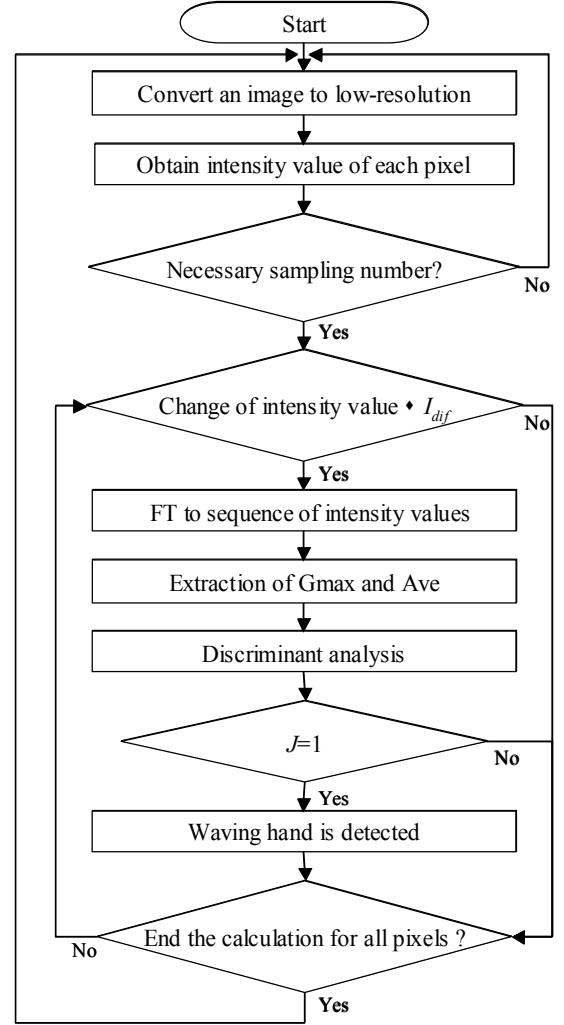 Start
Convert an image to low-resolution
Obtain intensity value of each pixel
Necessary sampling number?
No
Yes
Change of intensity value ♦ I_dif
No
Yes
FT to sequence of intensity values
Extraction of Gmax and Ave
Discriminant analysis
J=1
No
Yes
Waving hand is detected
End the calculation for all pixels ?
No
Yes